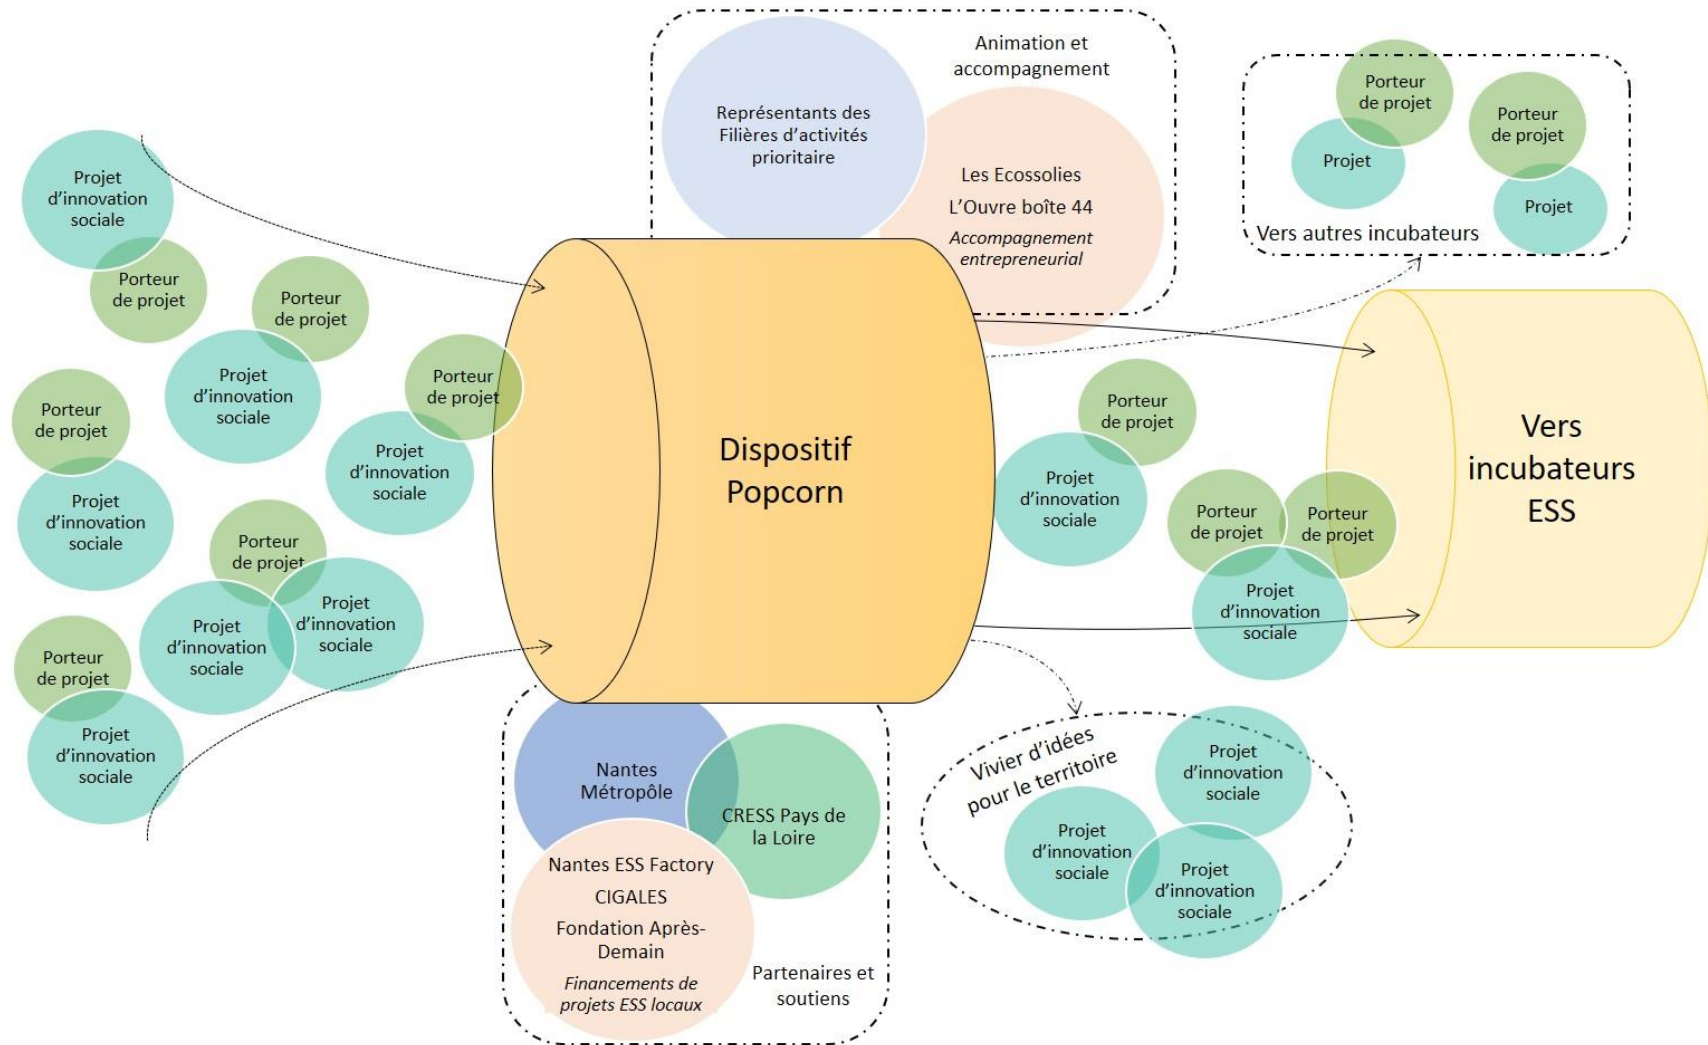 Projet
d'innovation
sociale
Porteur
de projet
Porteur
de projet
Projet
d'innovation
sociale
Porteur
de projet
Projet
d'innovation
sociale
Porteur
de projet
Projet
d'innovation
sociale
Porteur
de projet
Projet
d'innovation
sociale
Projet
d'innovation
sociale
Porteur
de projet
Projet
d'innovation
sociale
Animation et
accompagnement
Représentants des
Filières d'activités
prioritaire
Les Ecossolies
L'Ouvre boîte 44
Accompagnement
entrepreneurial
Dispositif
Popcorn
Nantes
Métropôle
CRESS Pays de
la Loire
Nantes ESS Factory
CIGALES
Fondation Après-
Demain
Financements de
projets ESS locaux
Partenaires et
soutiens
Porteur
de projet
Projet
Porteur
de projet
Projet
Vers autres incubateurs
Porteur
de projet
Projet
d'innovation
sociale
Porteur
de projet
Porteur
de projet
Projet
d'innovation
sociale
Vers
incubateurs
ESS
Vivier d'idées
pour le territoire
Projet
d'innovation
sociale
Projet
d'innovation
sociale
Projet
d'innovation
sociale